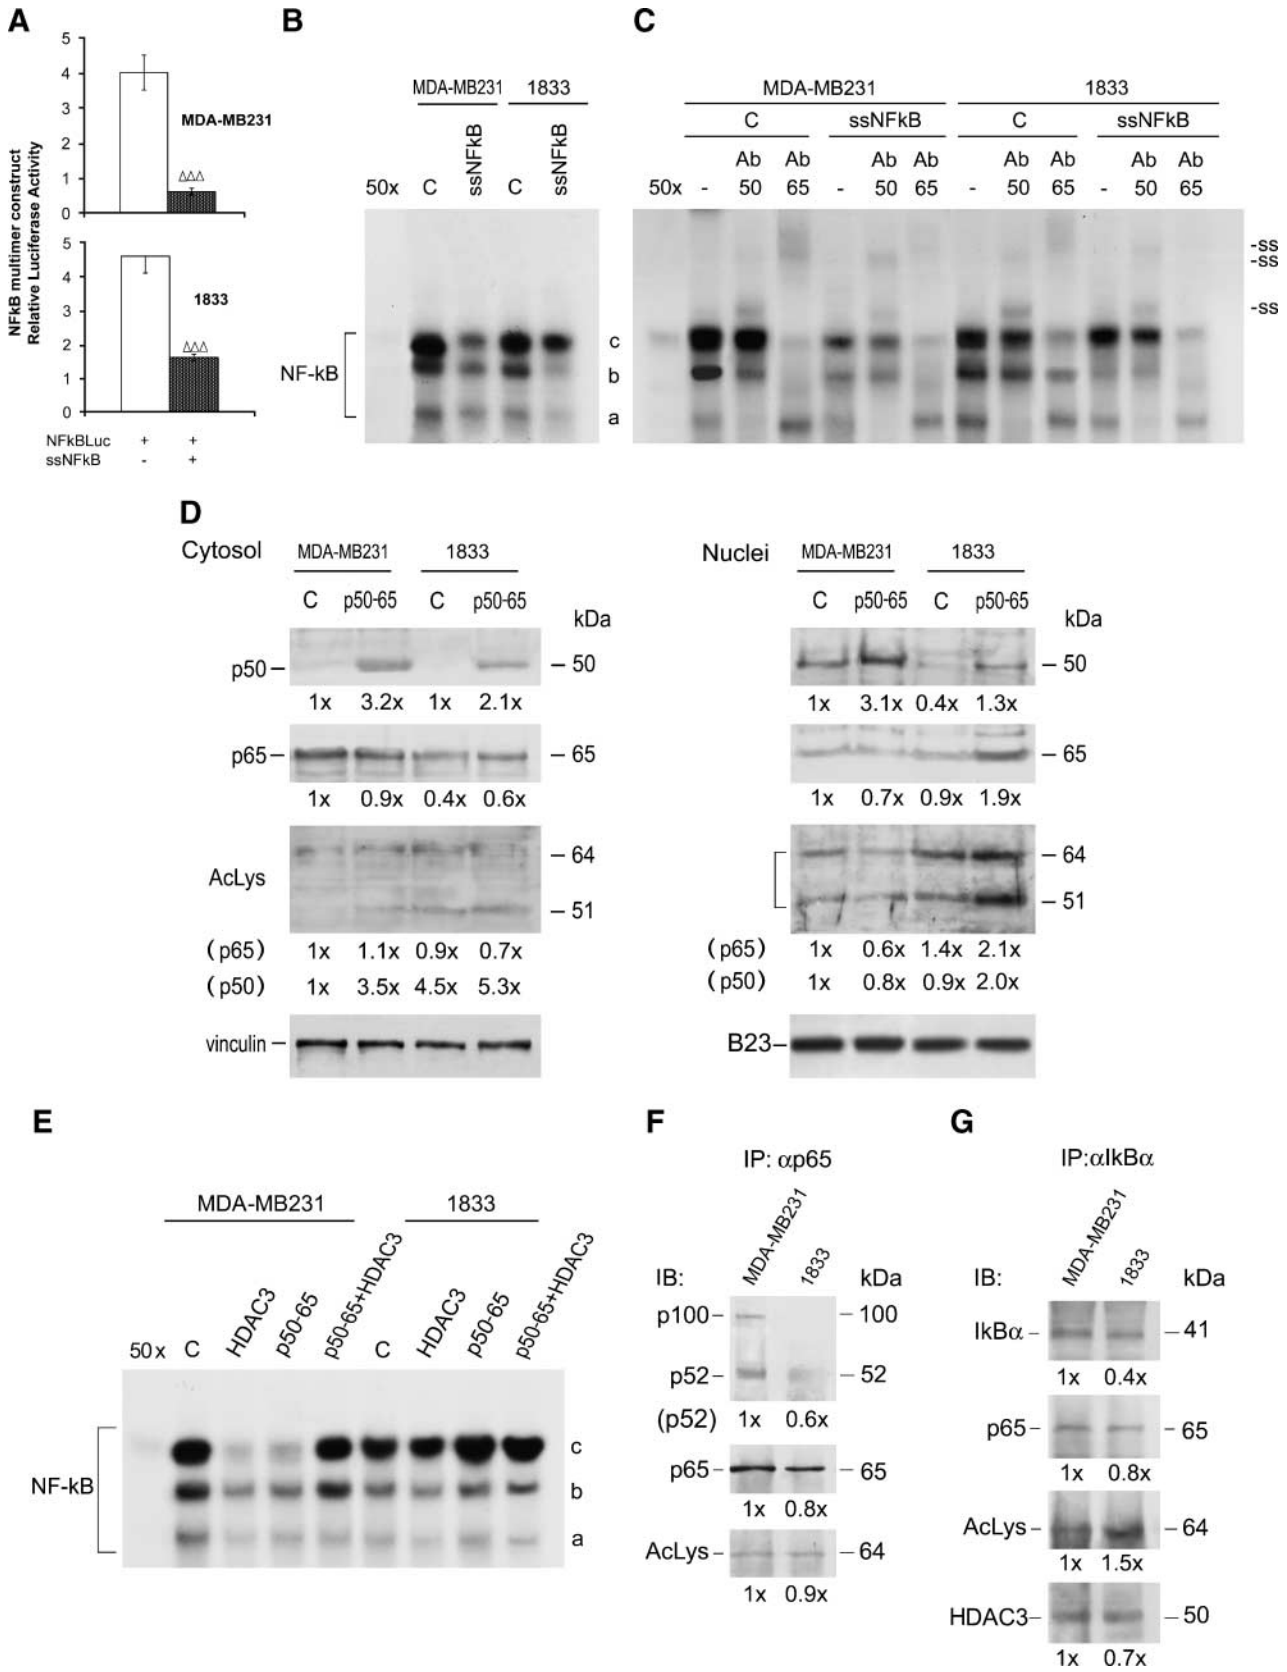 A
NFkB multimer construct
Relative Luciferase Activity
5
4
3
2
1
0
MDA-MB231
ΔΔΔ
5
4
3
2
1
0
1833
ΔΔΔ
NFkBLuc + +
ssNFkB - +
B
MDA-MB231 1833
50x C ssNFkB C ssNFkB
NF-kB
c
b
a
C
MDA-MB231 1833
C ssNFkB C ssNFkB
Ab Ab Ab Ab Ab Ab Ab Ab
50x - 50 65 - 50 65 - 50 65 - 50 65
-ss
-ss
-ss
D
Cytosol MDA-MB231 1833
C p50-65 C p50-65
kDa
p50 50
1x 3.2x 1x 2.1x
p65 65
1x 0.9x 0.4x 0.6x
AcLys
64
51
(p65) 1x 1.1x 0.9x 0.7x
(p50) 1x 3.5x 4.5x 5.3x
vinculin
Nuclei MDA-MB231 1833
C p50-65 C p50-65
kDa
50
1x 3.1x 0.4x 1.3x
65
1x 0.7x 0.9x 1.9x
64
51
(p65) 1x 0.6x 1.4x 2.1x
(p50) 1x 0.8x 0.9x 2.0x
B23
E
MDA-MB231 1833
50x C HDAC3 p50-65 p50-65+HDAC3 C HDAC3 p50-65 p50-65+HDAC3
NF-kB
c
b
a
F
IP: αp65
IB: MDA-MB231 1833 kDa
p100 100
p52 52
(p52) 1x 0.6x
p65 65
1x 0.8x
AcLys 64
1x 0.9x
G
IP:αIkBα
IB: MDA-MB231 1833 kDa
IkBα 41
1x 0.4x
p65 65
1x 0.8x
AcLys 64
1x 1.5x
HDAC3 50
1x 0.7x